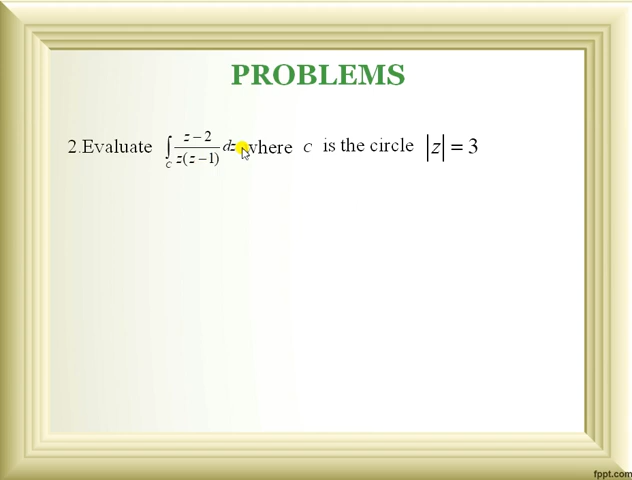 PROBLEMS
2.Evaluate ∫_C (z − 2)/(z(z − 1)) dz where C is the circle |z| = 3
fppt.com